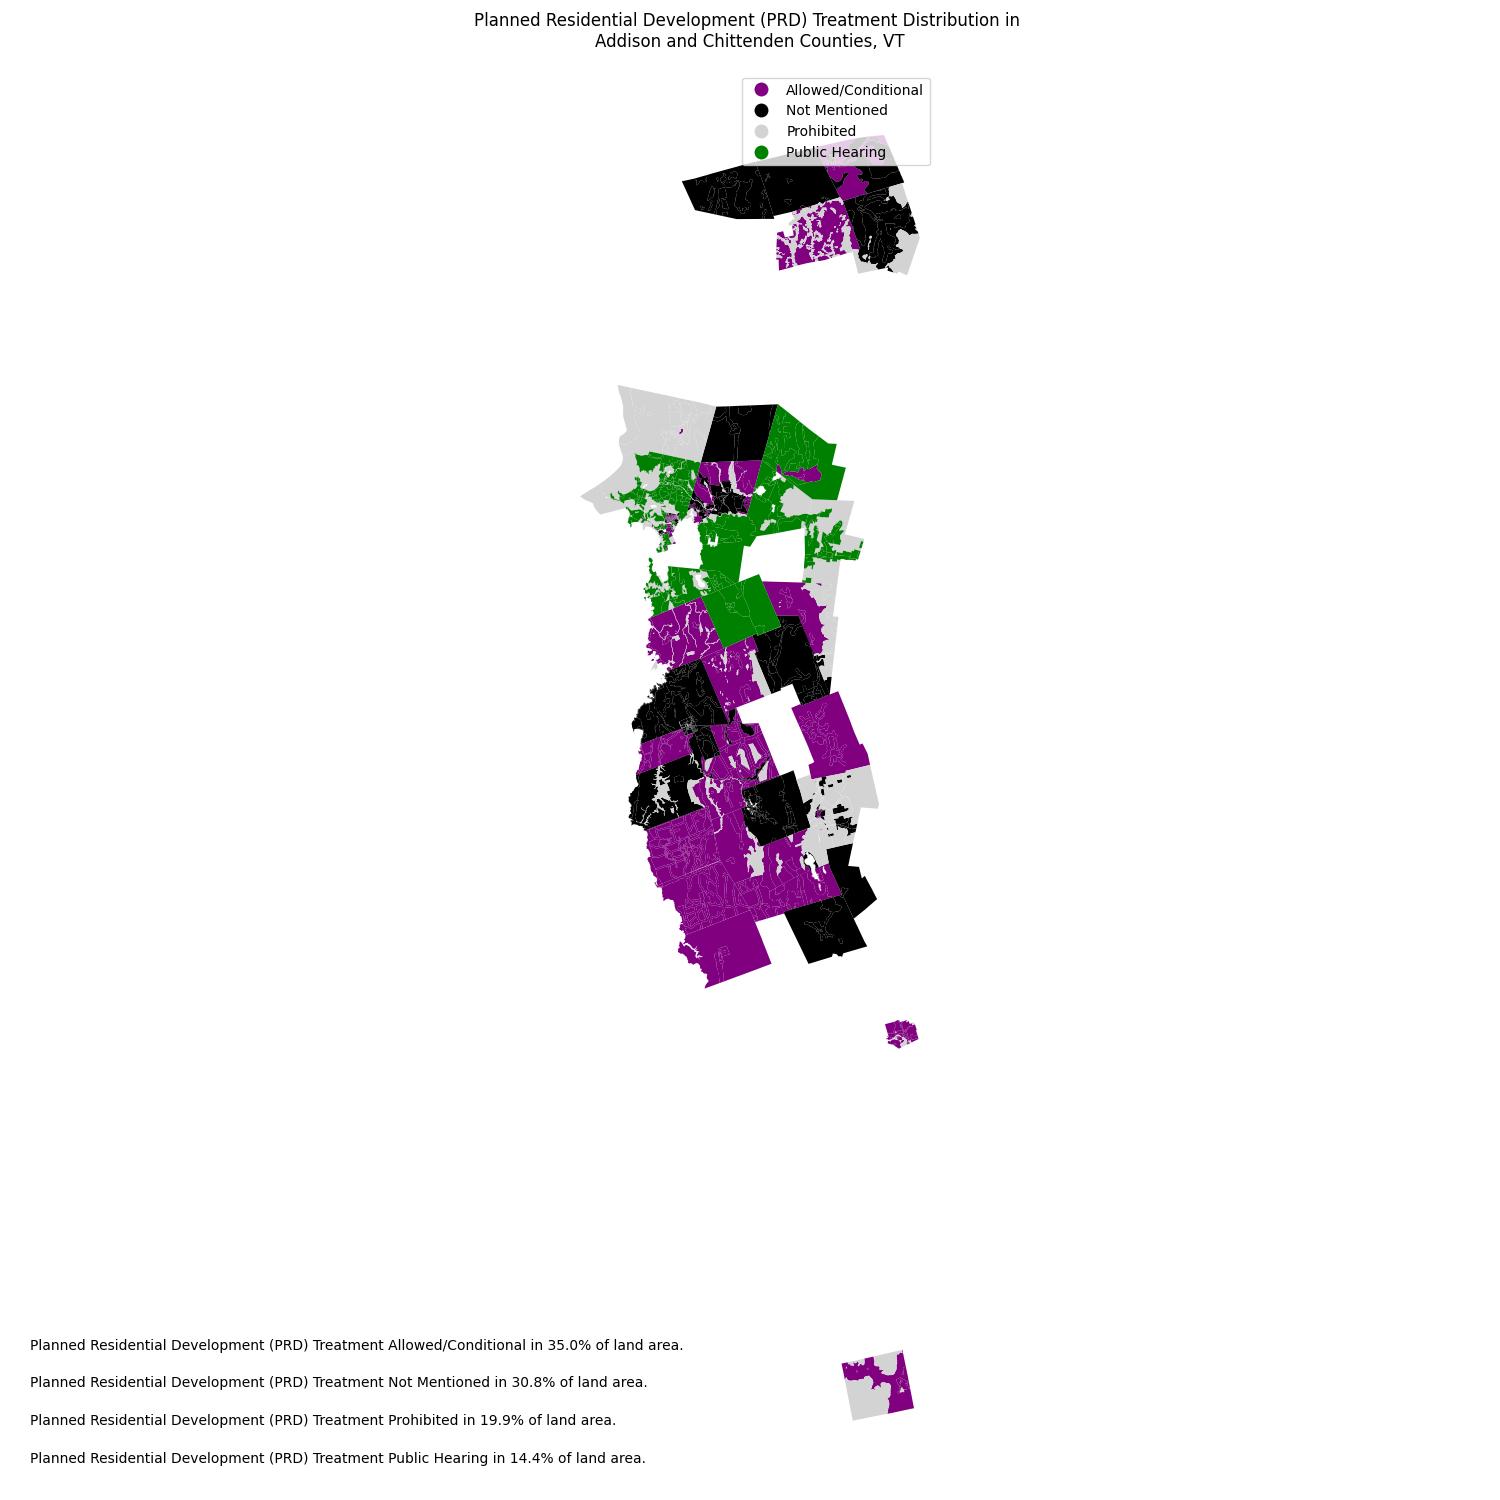 Planned Residential Development (PRD) Treatment Distribution in
Addison and Chittenden Counties, VT
Allowed/Conditional
Not Mentioned
Prohibited
Public Hearing
Planned Residential Development (PRD) Treatment Allowed/Conditional in 35.0% of land area.
Planned Residential Development (PRD) Treatment Not Mentioned in 30.8% of land area.
Planned Residential Development (PRD) Treatment Prohibited in 19.9% of land area.
Planned Residential Development (PRD) Treatment Public Hearing in 14.4% of land area.